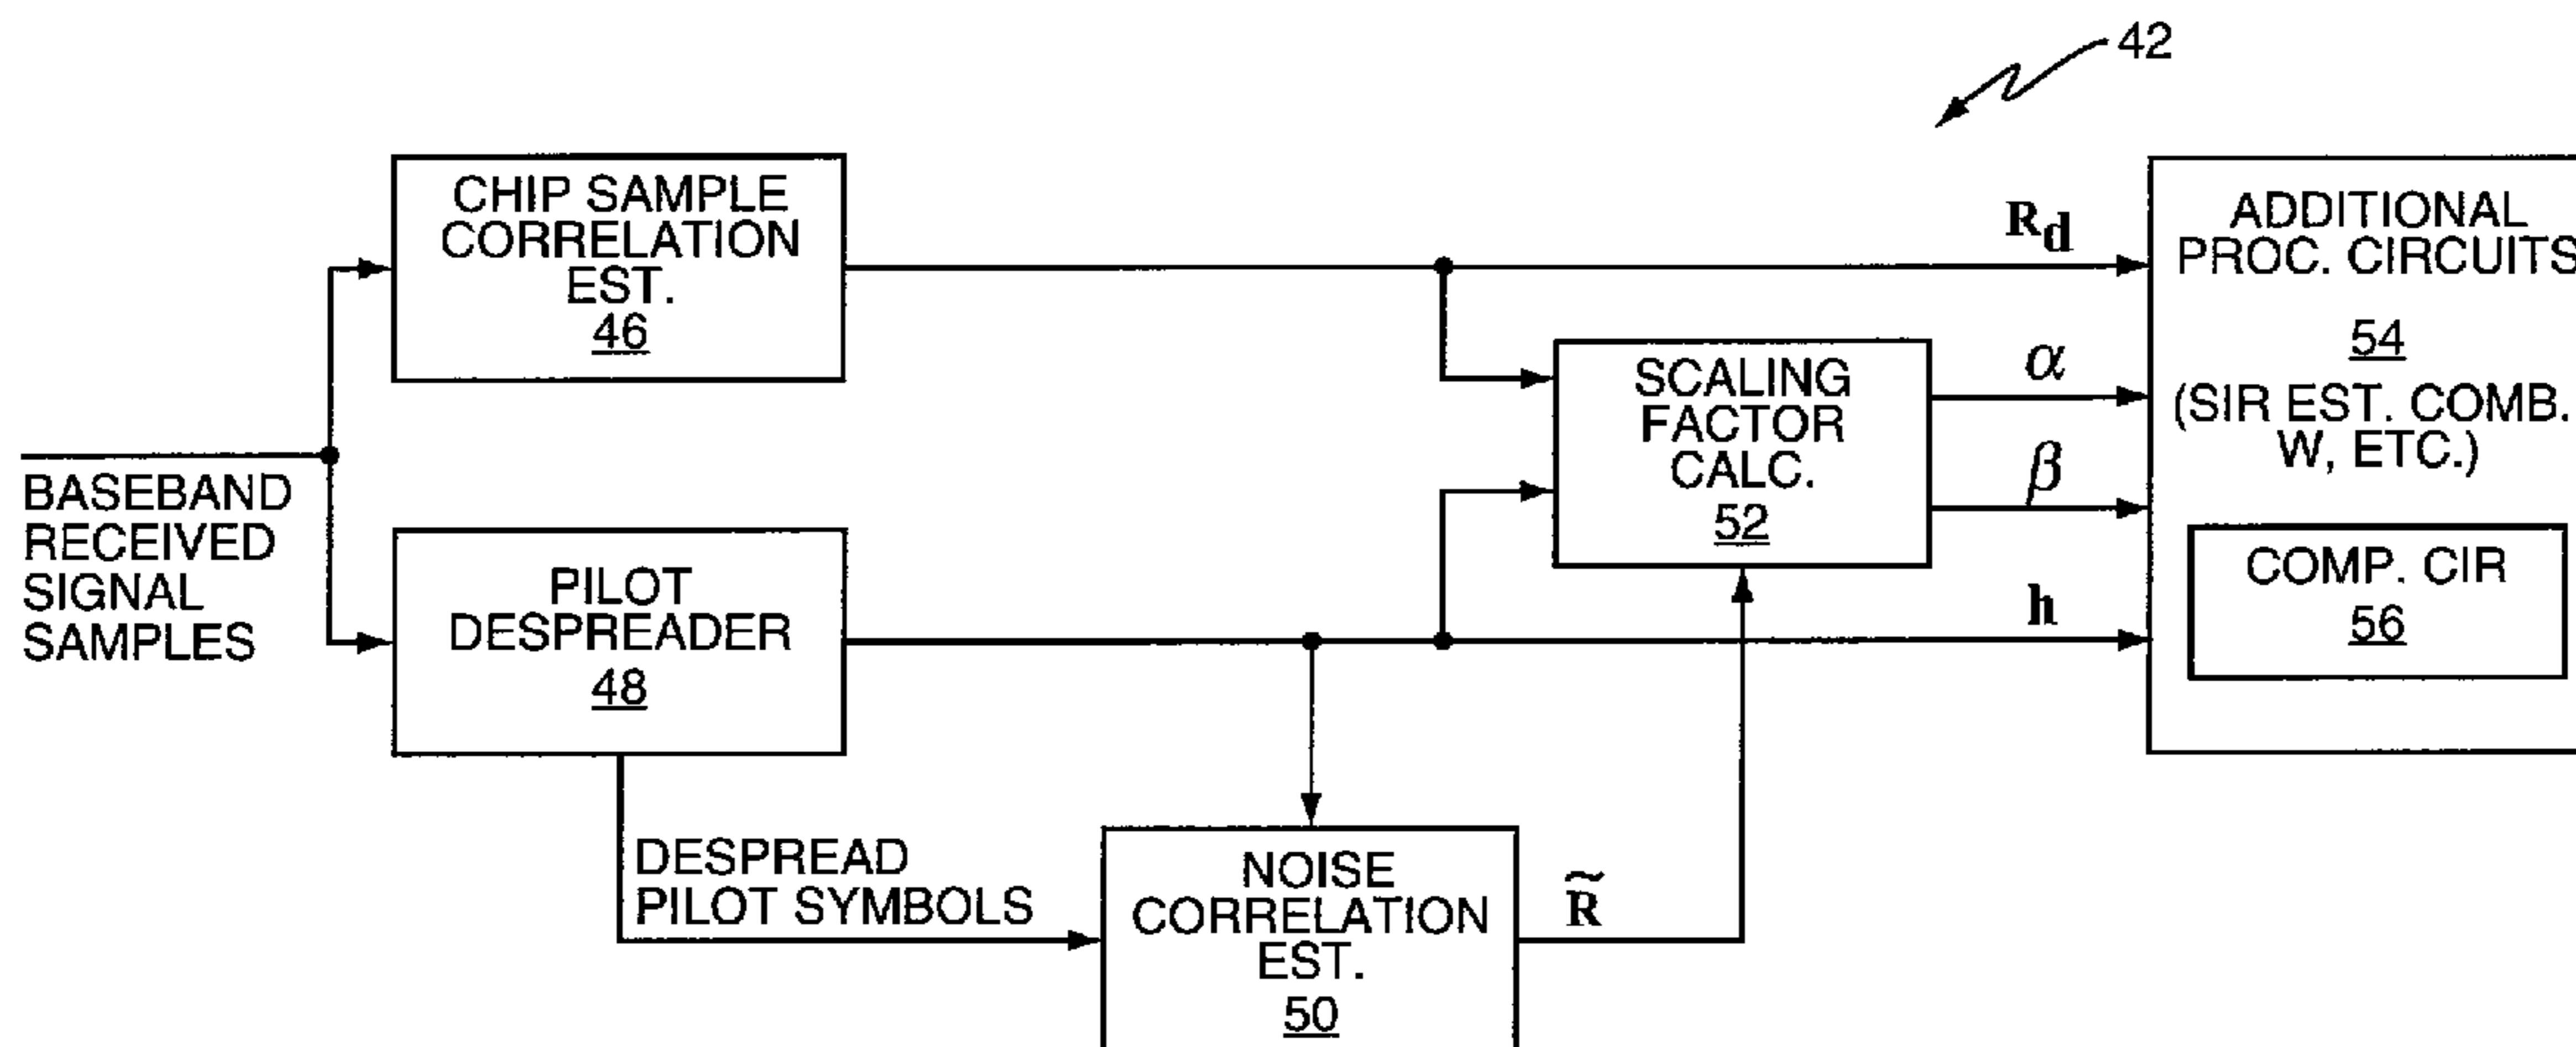 42
CHIP SAMPLE
CORRELATION
EST.
46
R_d
ADDITIONAL
PROC. CIRCUITS
54
(SIR EST. COMB.
W, ETC.)
α
SCALING
FACTOR
CALC.
52
β
BASEBAND
RECEIVED
SIGNAL
SAMPLES
PILOT
DESPREADER
48
h
COMP. CIR
56
DESPREAD
PILOT SYMBOLS
NOISE
CORRELATION
EST.
50
R̃